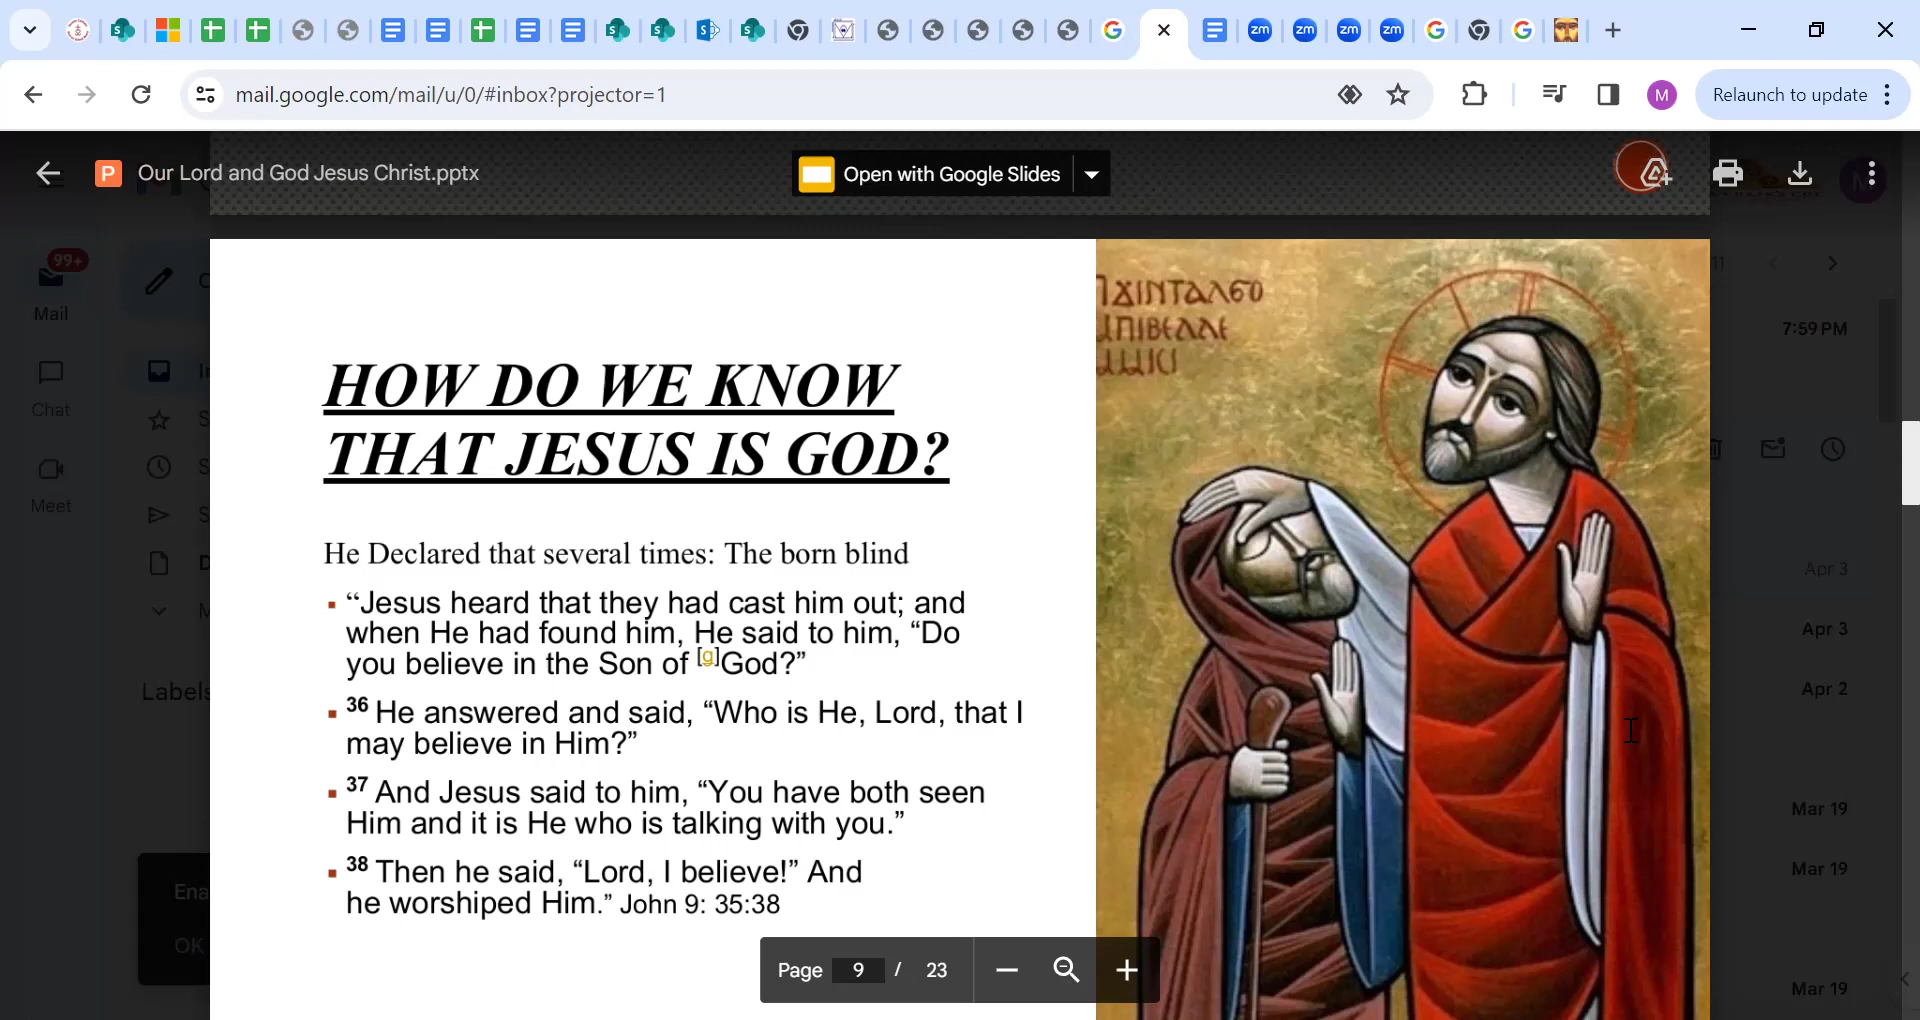 mail.google.com/mail/u/0/#inbox?projector=1
M
Relaunch to update
P
Our Lord and God Jesus Christ.pptx
Open with Google Slides
99+
Mail
Chat
Meet
Labels
7:59 PM
Apr 3
Apr 3
Apr 2
Mar 19
Mar 19
Mar 19
OK
HOW DO WE KNOW
THAT JESUS IS GOD?
He Declared that several times: The born blind
“Jesus heard that they had cast him out; and
when He had found him, He said to him, “Do
you believe in the Son of [g]God?”
36 He answered and said, “Who is He, Lord, that I
may believe in Him?”
37 And Jesus said to him, “You have both seen
Him and it is He who is talking with you.”
38 Then he said, “Lord, I believe!” And
he worshiped Him.” John 9: 35:38
Page 9 / 23